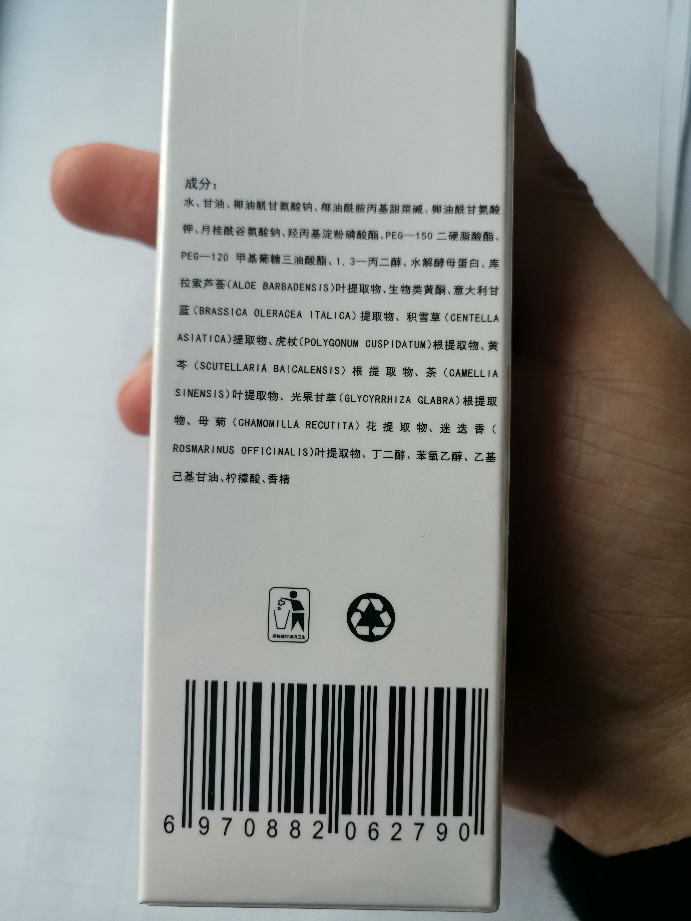 成分：
水、甘油、椰油酰甘氨酸钠、椰油酰胺丙基甜菜碱、椰油酰甘氨酸
钾、月桂酰谷氨酸钠、羟丙基淀粉磷酸酯、PEG—150 二硬脂酸酯、
PEG—120 甲基葡糖三油酸酯、1,3—丙二醇、水解酵母蛋白、库
拉索芦荟(ALOE BARBADENSIS)叶提取物、生物类黄酮、意大利甘
蓝(BRASSICA OLERACEA ITALICA)提取物、积雪草(CENTELLA
ASIATICA)提取物、虎杖(POLYGONUM CUSPIDATUM)根提取物、黄
芩(SCUTELLARIA BAICALENSIS)根提取物、茶(CAMELLIA
SINENSIS)叶提取物、光果甘草(GLYCYRRHIZA GLABRA)根提取
物、母菊(CHAMOMILLA RECUTITA)花提取物、迷迭香(
ROSMARINUS OFFICINALIS)叶提取物、丁二醇、苯氧乙醇、乙基
己基甘油、柠檬酸、香精
6 970882 062790